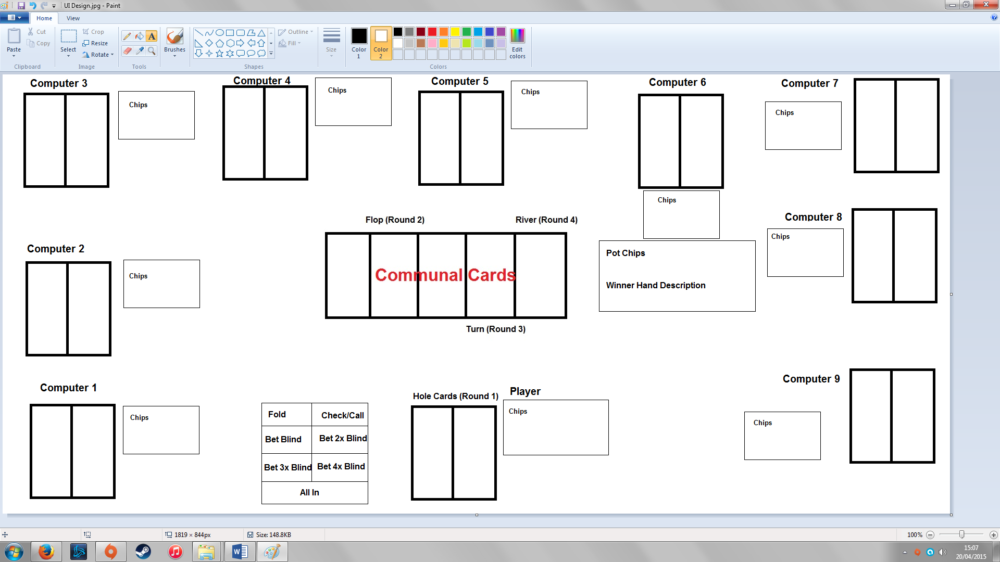 UI Design.jpg - Paint
Home
View
Paste
Cut
Copy
Clipboard
Select
Crop
Resize
Rotate
Image
A
Tools
Brushes
Shapes
Outline
Fill
Size
Color
1
Color
2
Colors
Edit
colors
Computer 3
Chips
Computer 4
Chips
Computer 5
Chips
Computer 6
Chips
Computer 7
Chips
Flop (Round 2)
River (Round 4)
Communal Cards
Turn (Round 3)
Pot Chips
Winner Hand Description
Computer 8
Chips
Computer 2
Chips
Computer 1
Chips
Fold
Check/Call
Bet Blind
Bet 2x Blind
Bet 3x Blind
Bet 4x Blind
All In
Hole Cards (Round 1)
Player
Chips
Computer 9
Chips
1819 × 844px
Size: 148.8KB
100%
W
15:07
20/04/2015